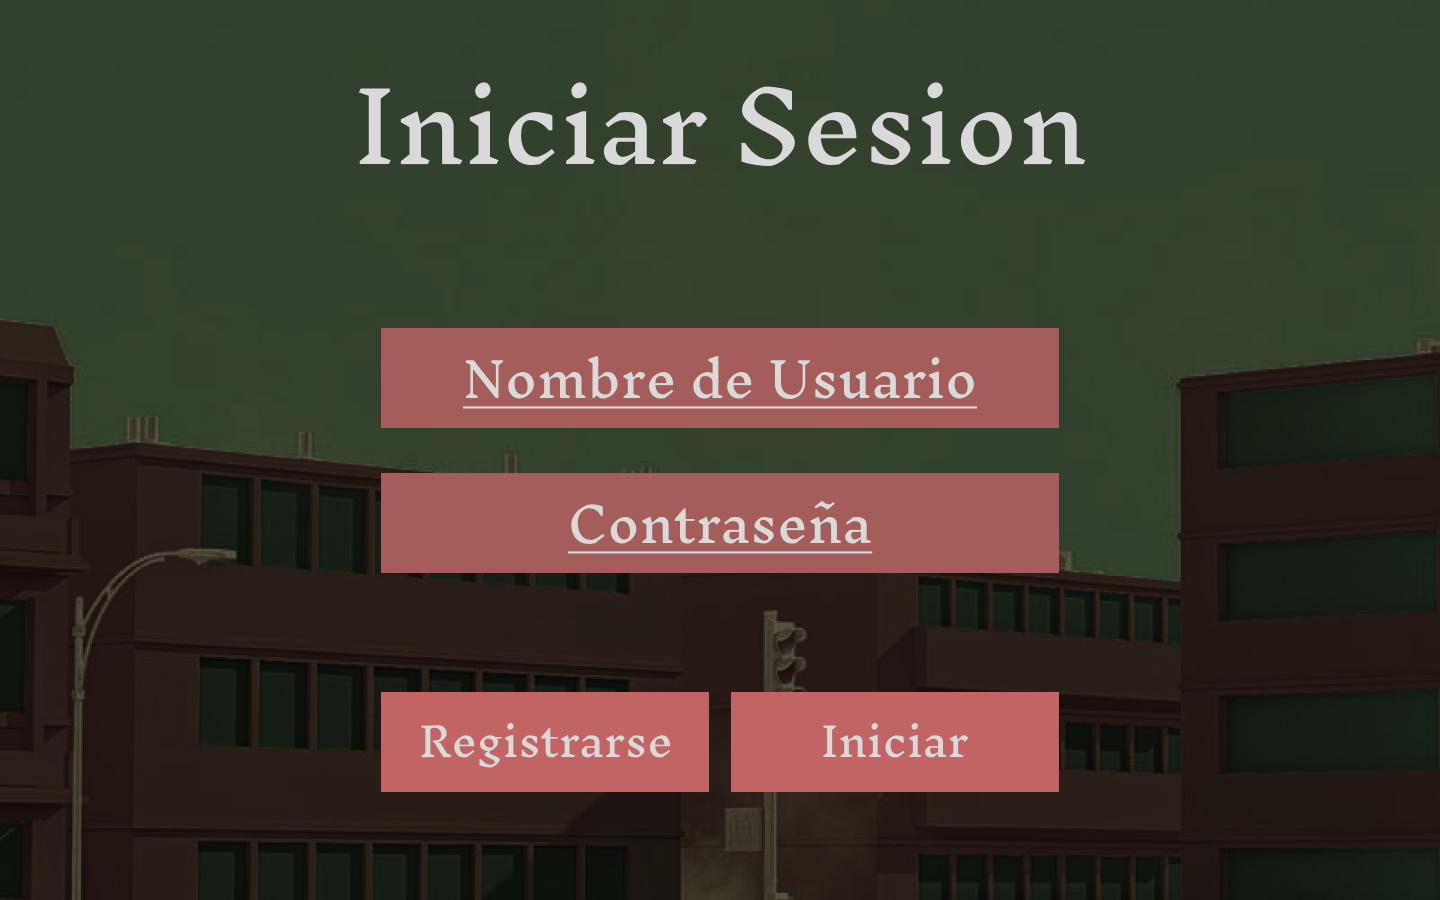 Iniciar Sesion
Nombre de Usuario
Contraseña
Registrarse
Iniciar